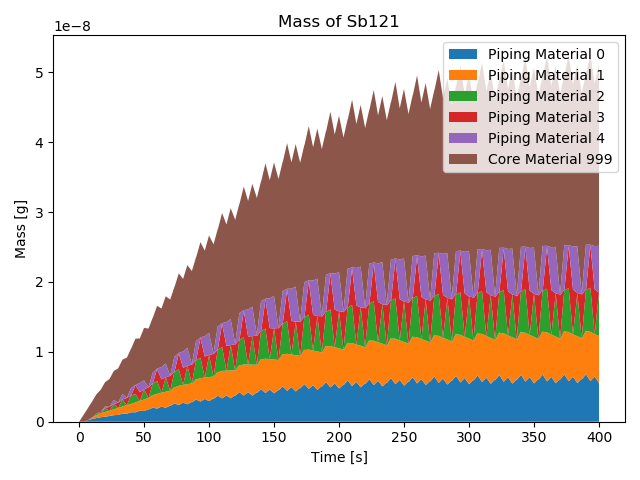 Mass of Sb121
1e−8
Piping Material 0
Piping Material 1
Piping Material 2
Piping Material 3
Piping Material 4
Core Material 999
5
4
3
2
1
0
Mass [g]
0 50 100 150 200 250 300 350 400
Time [s]